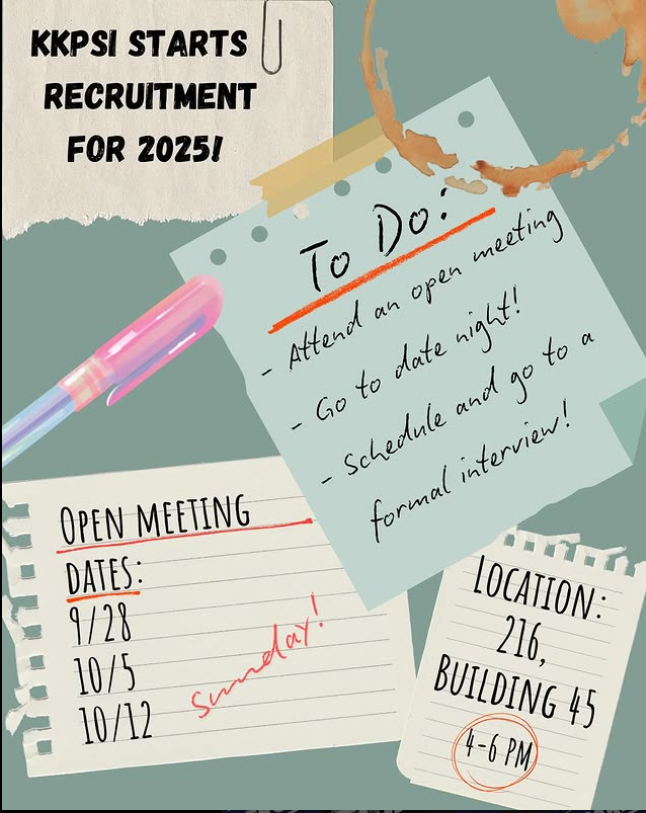 KKPSI STARTS
RECRUITMENT
FOR 2025!
To Do:
- Attend an open meeting
- Go to date night!
- Schedule and go to a
formal interview!
OPEN MEETING
DATES:
9/28
10/5
10/12
Sunday!
LOCATION:
216,
BUILDING 45
4-6 PM